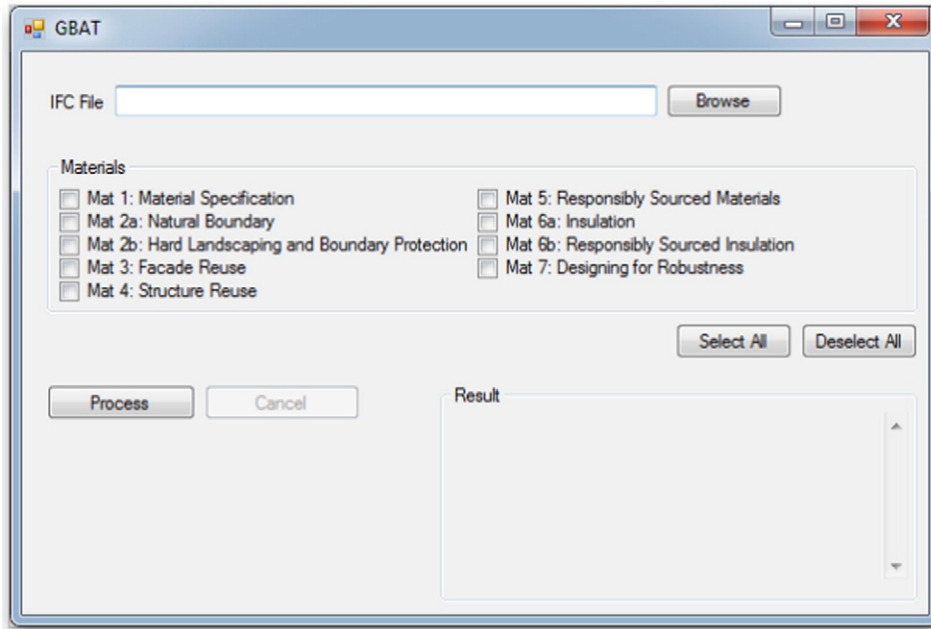 GBAT
IFC File
Browse
Materials
Mat 1: Material Specification
Mat 2a: Natural Boundary
Mat 2b: Hard Landscaping and Boundary Protection
Mat 3: Facade Reuse
Mat 4: Structure Reuse
Mat 5: Responsibly Sourced Materials
Mat 6a: Insulation
Mat 6b: Responsibly Sourced Insulation
Mat 7: Designing for Robustness
Select All
Deselect All
Process
Cancel
Result